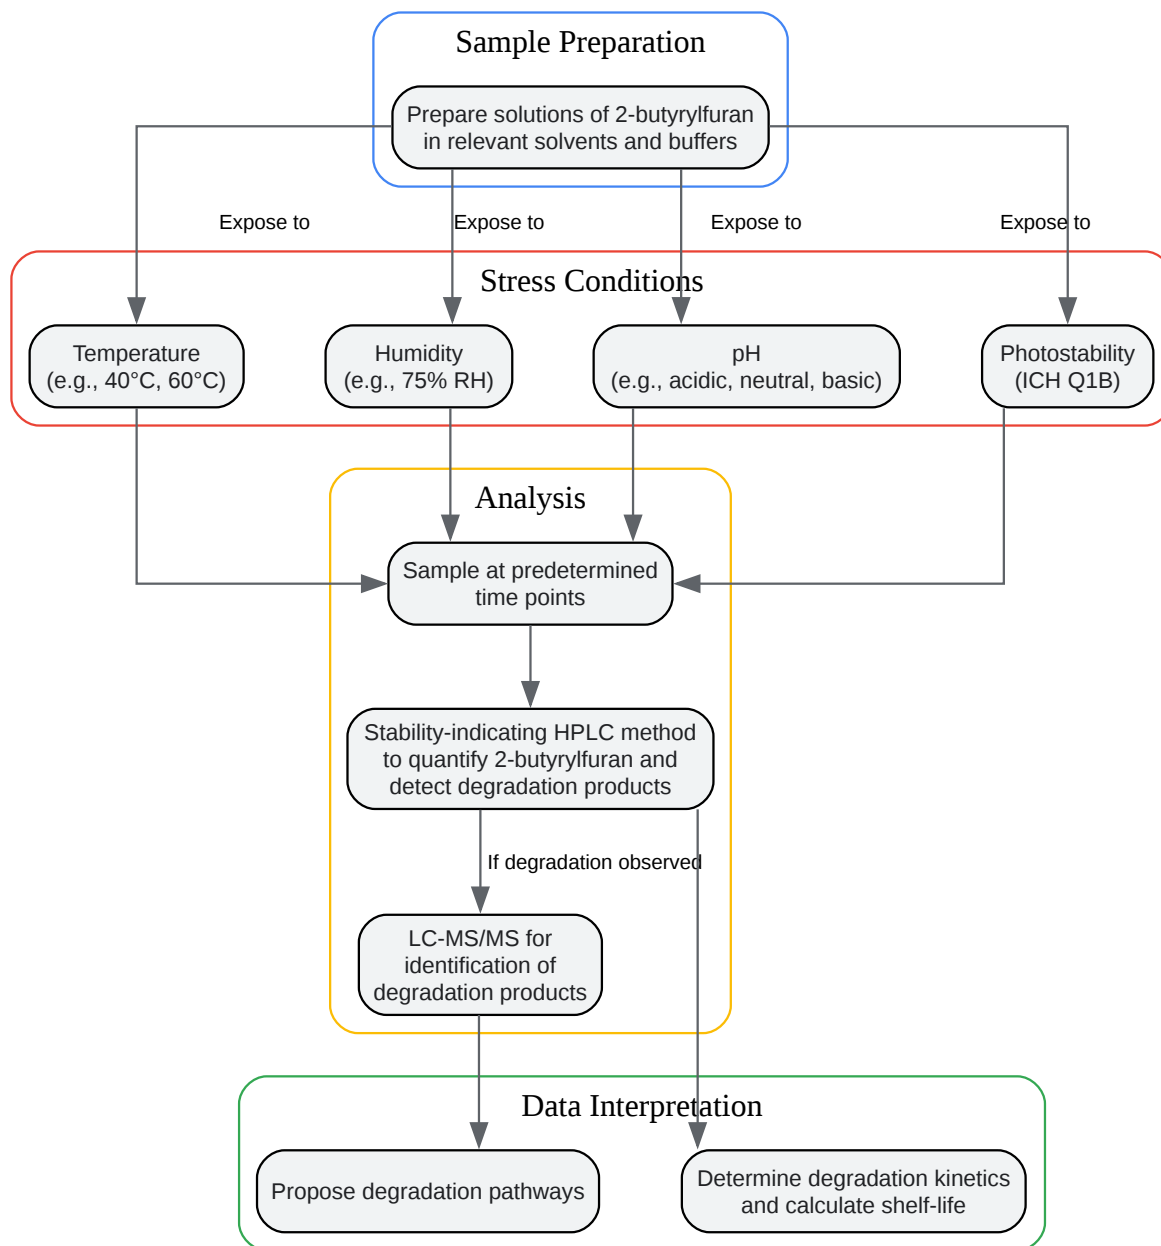 Sample Preparation
Prepare solutions of 2-butyrylfuran
in relevant solvents and buffers
Expose to
Expose to
Expose to
Expose to
Stress Conditions
Temperature
(e.g., 40°C, 60°C)
Humidity
(e.g., 75% RH)
pH
(e.g., acidic, neutral, basic)
Photostability
(ICH Q1B)
Analysis
Sample at predetermined
time points
Stability-indicating HPLC method
to quantify 2-butyrylfuran and
detect degradation products
If degradation observed
LC-MS/MS for
identification of
degradation products
Data Interpretation
Propose degradation pathways
Determine degradation kinetics
and calculate shelf-life